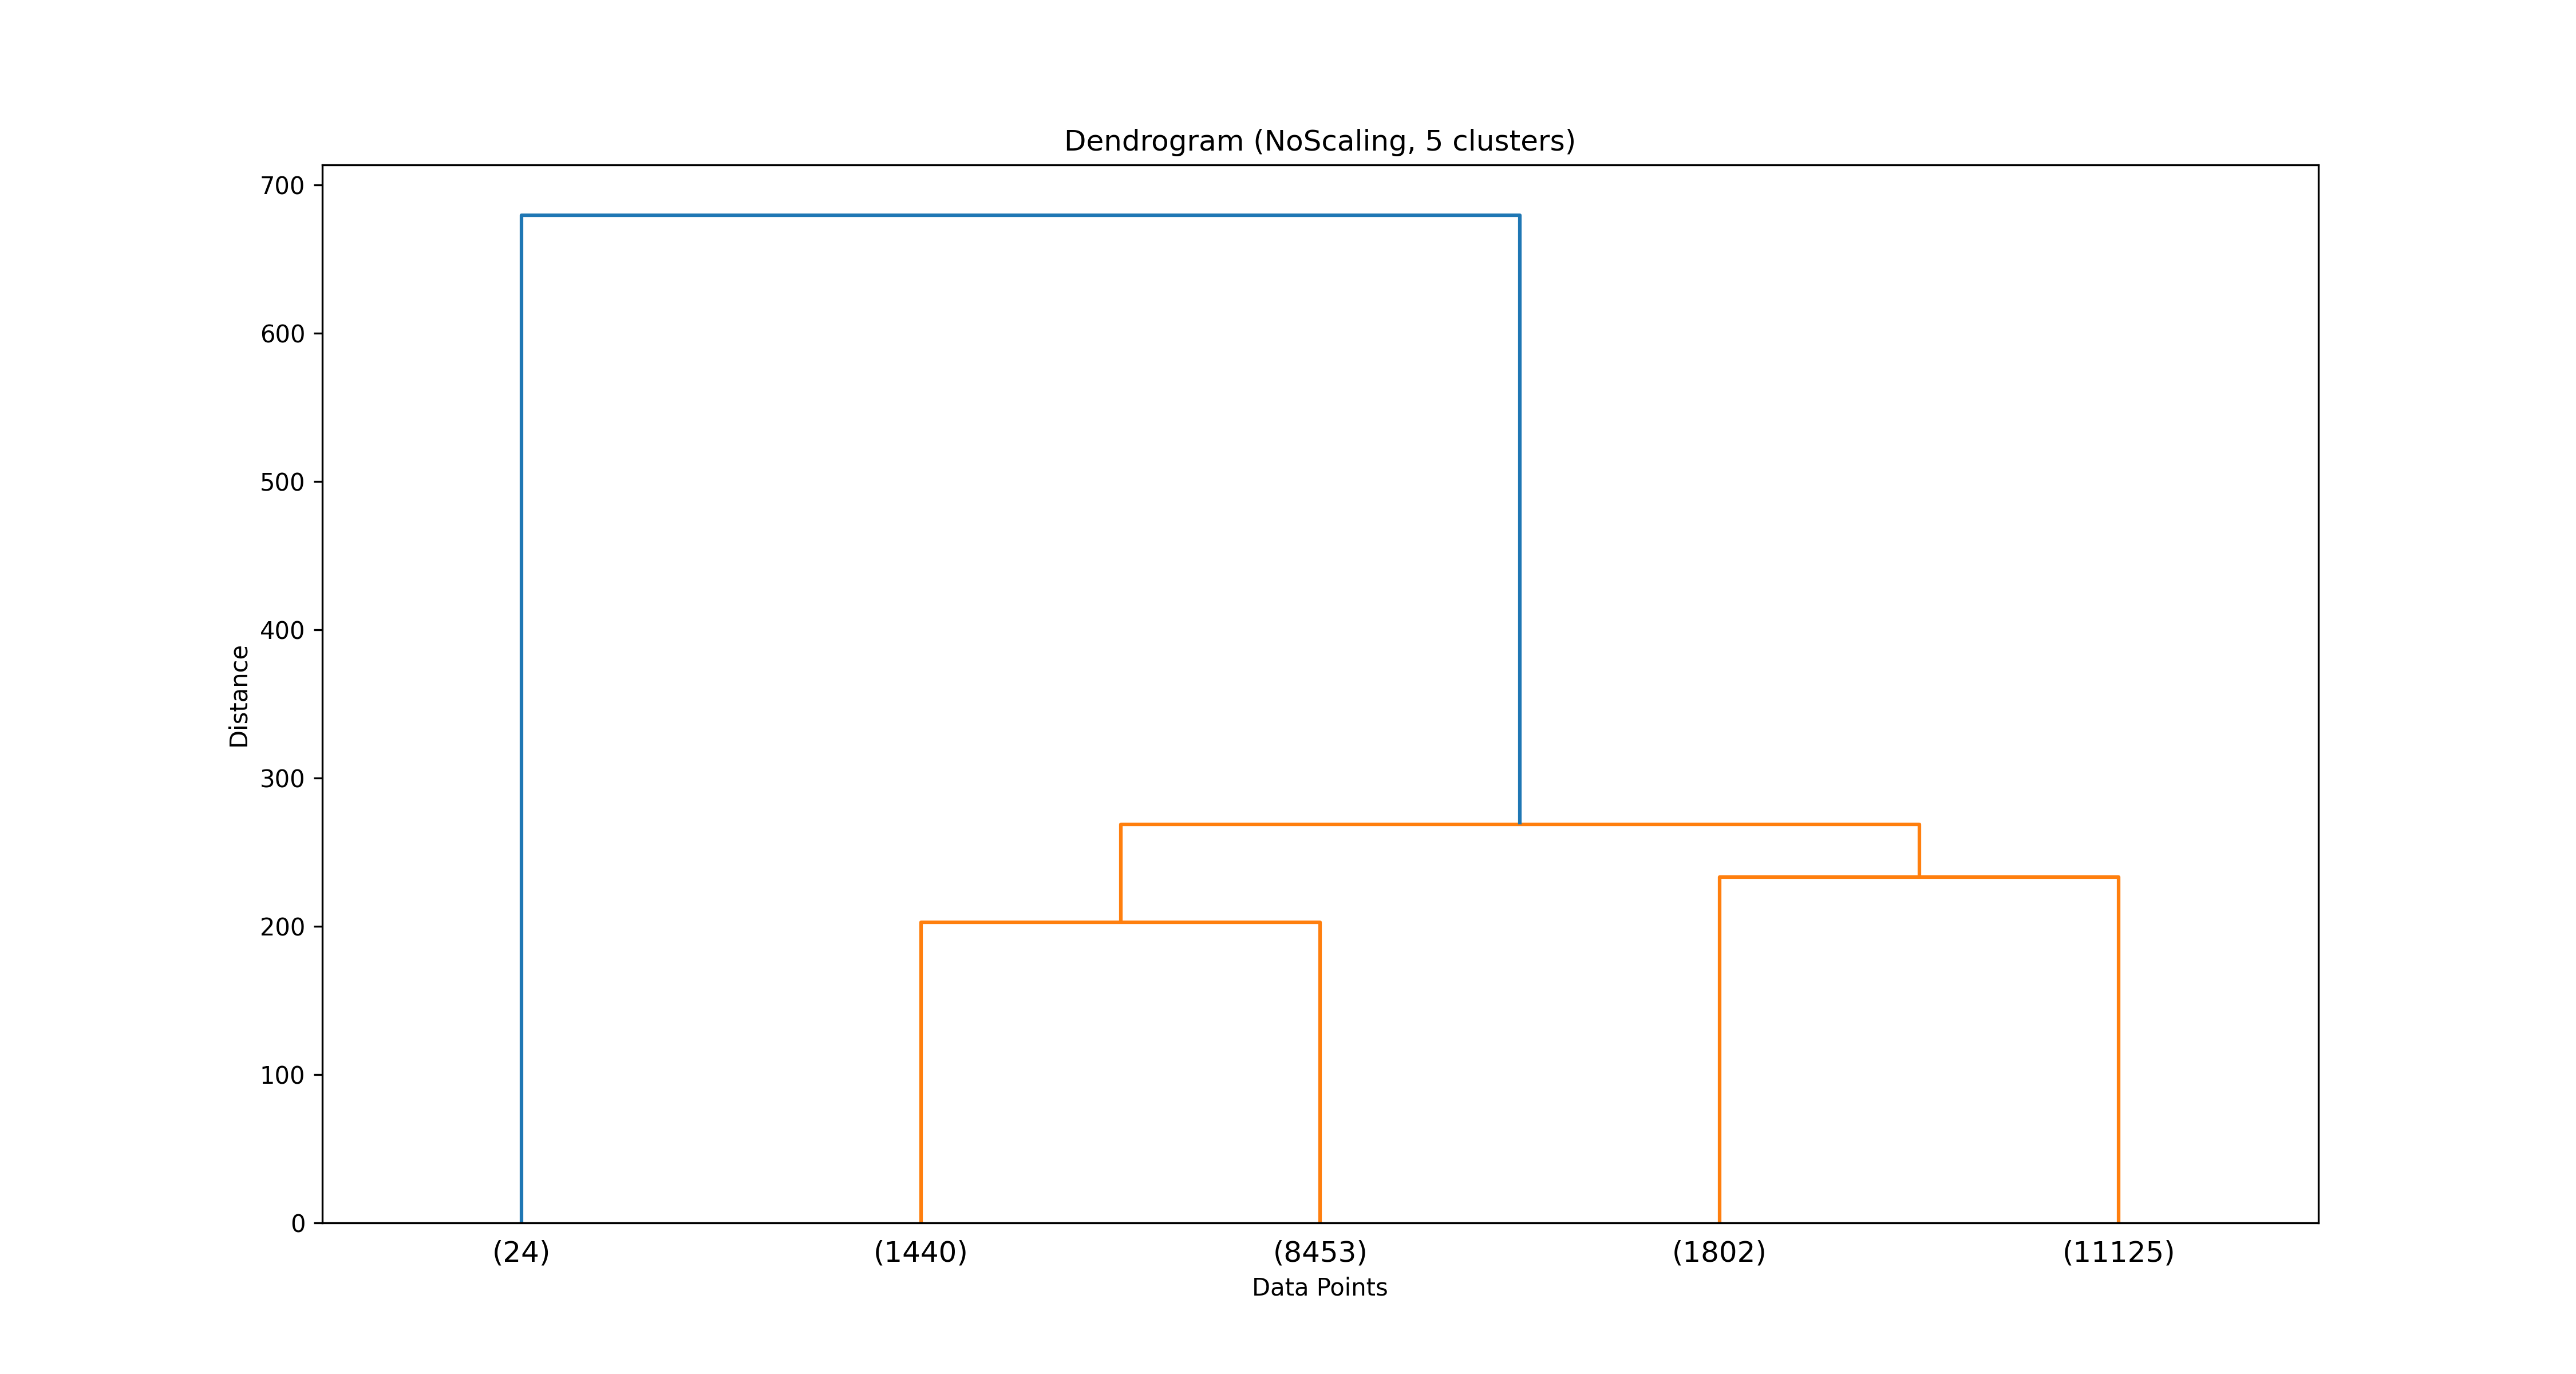 Dendrogram (NoScaling, 5 clusters)
700
600
500
400
300
200
100
0
Distance
(24) (1440) (8453) (1802) (11125)
Data Points